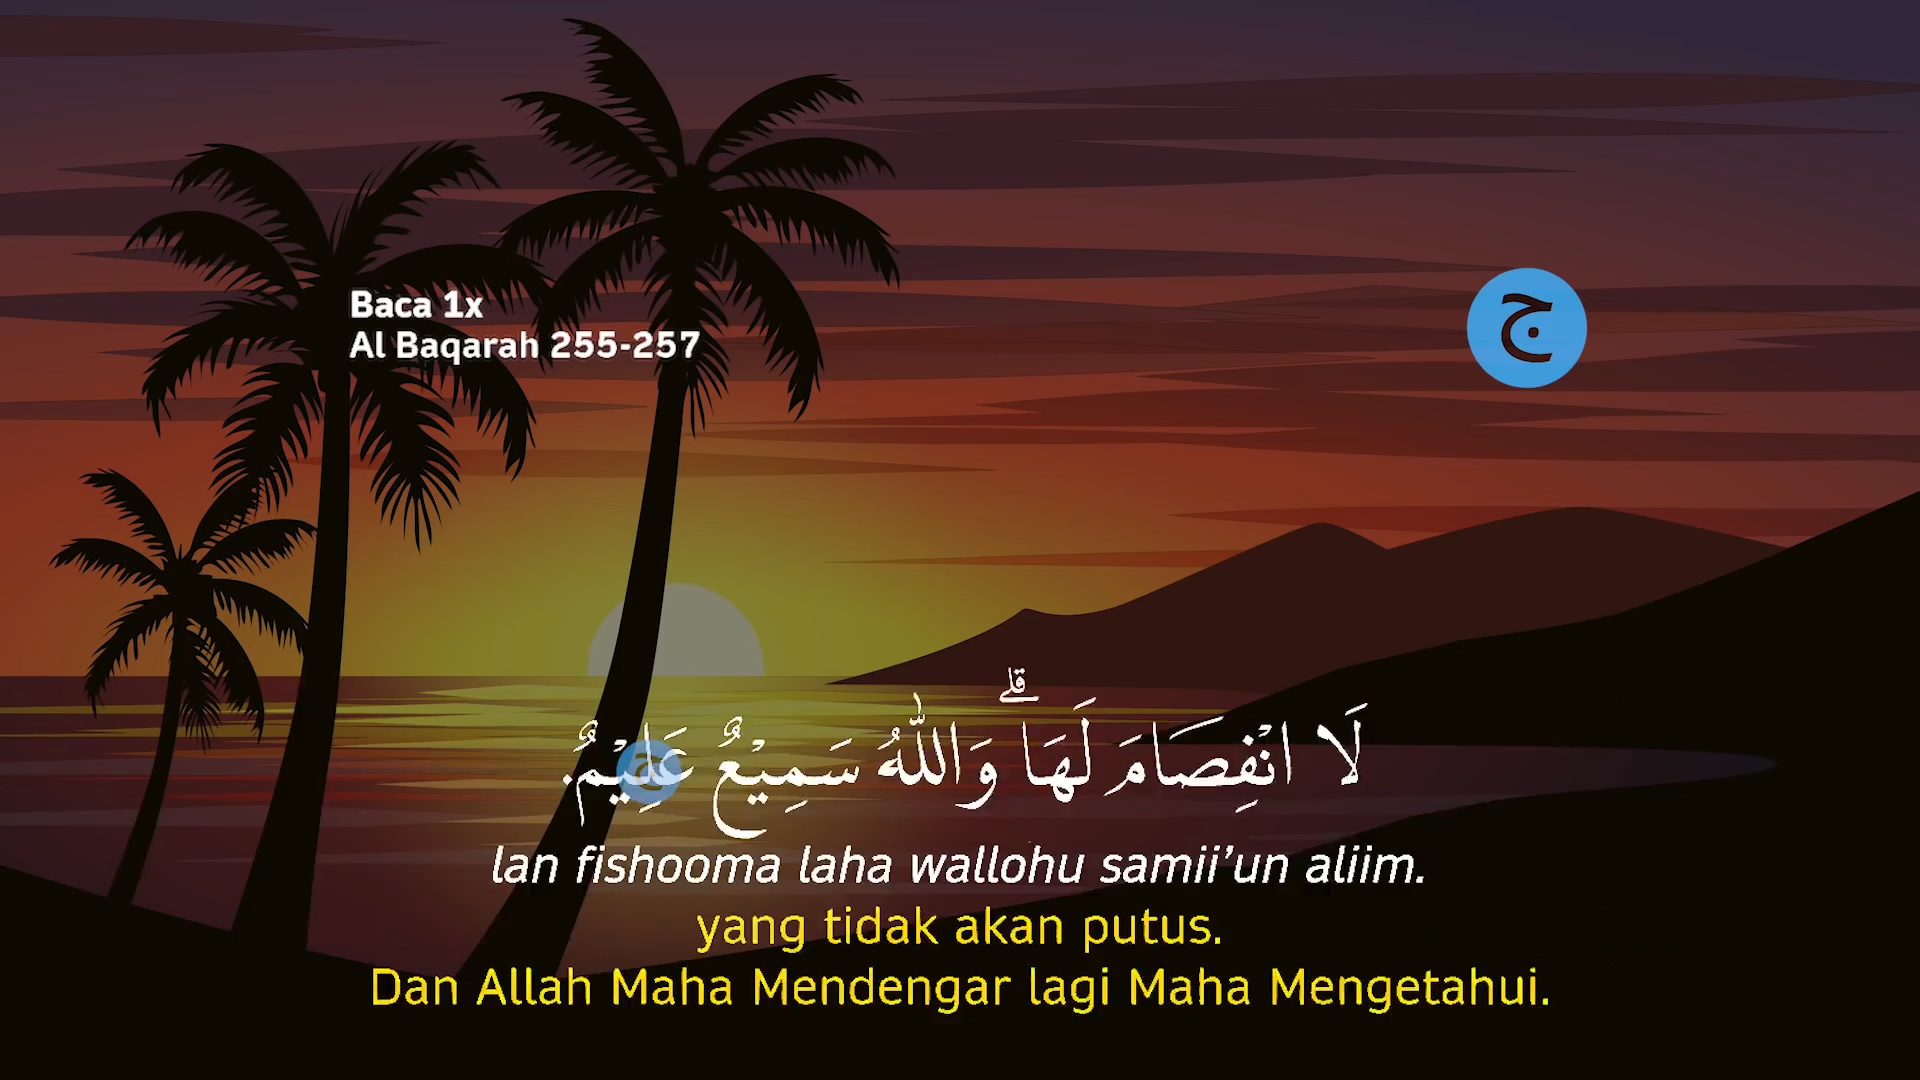 Baca 1x
Al Baqarah 255-257
ج
لَا انْفِصَامَ لَهَا ۗ وَاللّٰهُ سَمِيْعٌ عَلِيْمٌ.
lan fishooma laha wallohu samii’un aliim.
yang tidak akan putus.
Dan Allah Maha Mendengar lagi Maha Mengetahui.